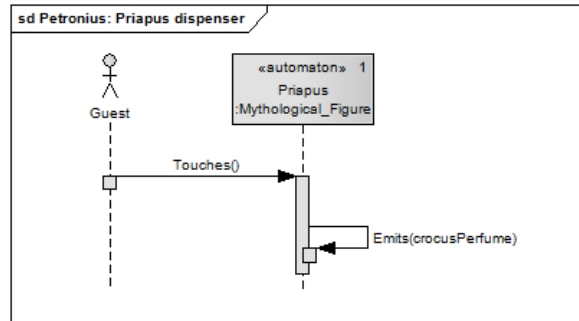 sd Petronius: Priapus dispenser
«automaton» 1
Priapus
:Mythological_Figure
Guest
Touches()
Emits(crocusPerfume)